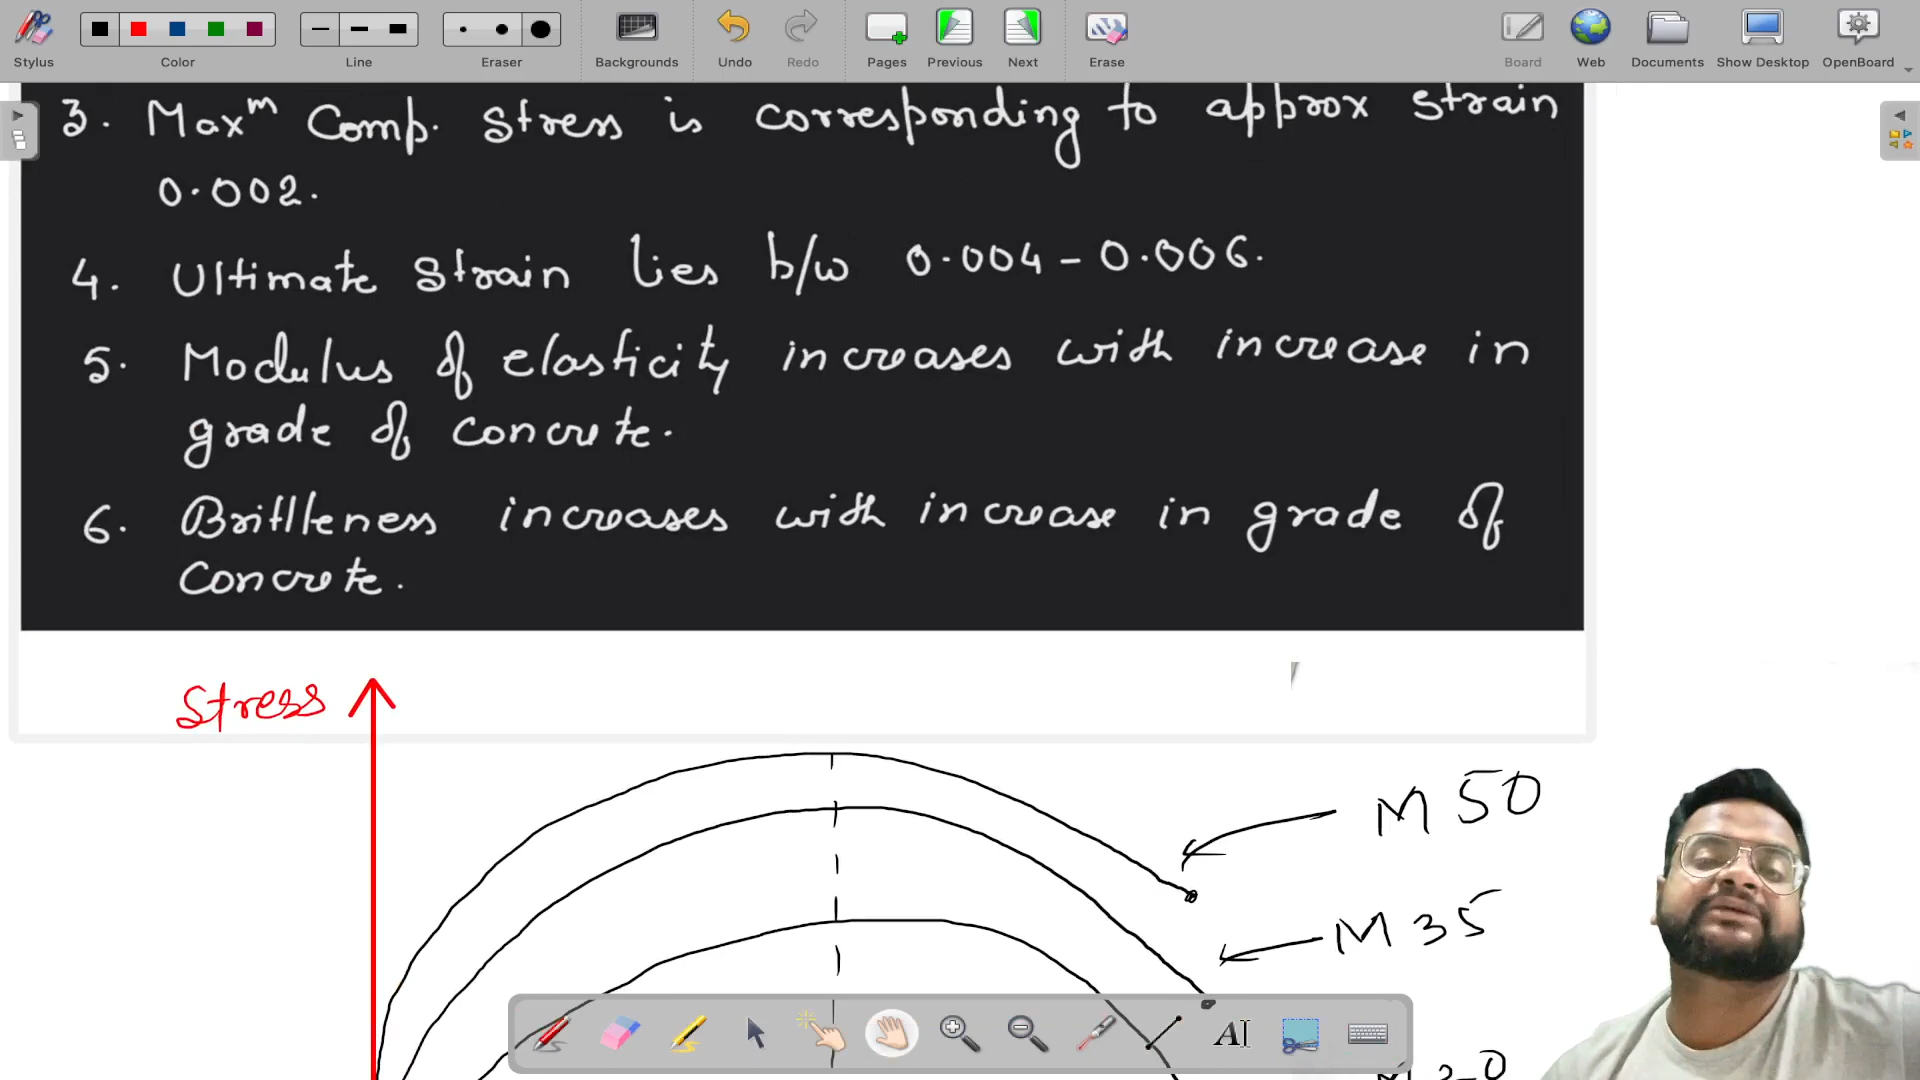 Stylus
Color
Line
Eraser
Backgrounds
Undo
Redo
Pages
Previous
Next
Erase
Board
Web
Documents
Show Desktop
OpenBoard
3. Maxᵐ Comp. stress is corresponding to approx strain
0.002.
4. Ultimate strain lies b/w 0.004 - 0.006.
5. Modulus of elasticity increases with increase in
grade of concrete.
6. Brittleness increases with increase in grade of
Concrete.
Stress
M 50
M 35
AI